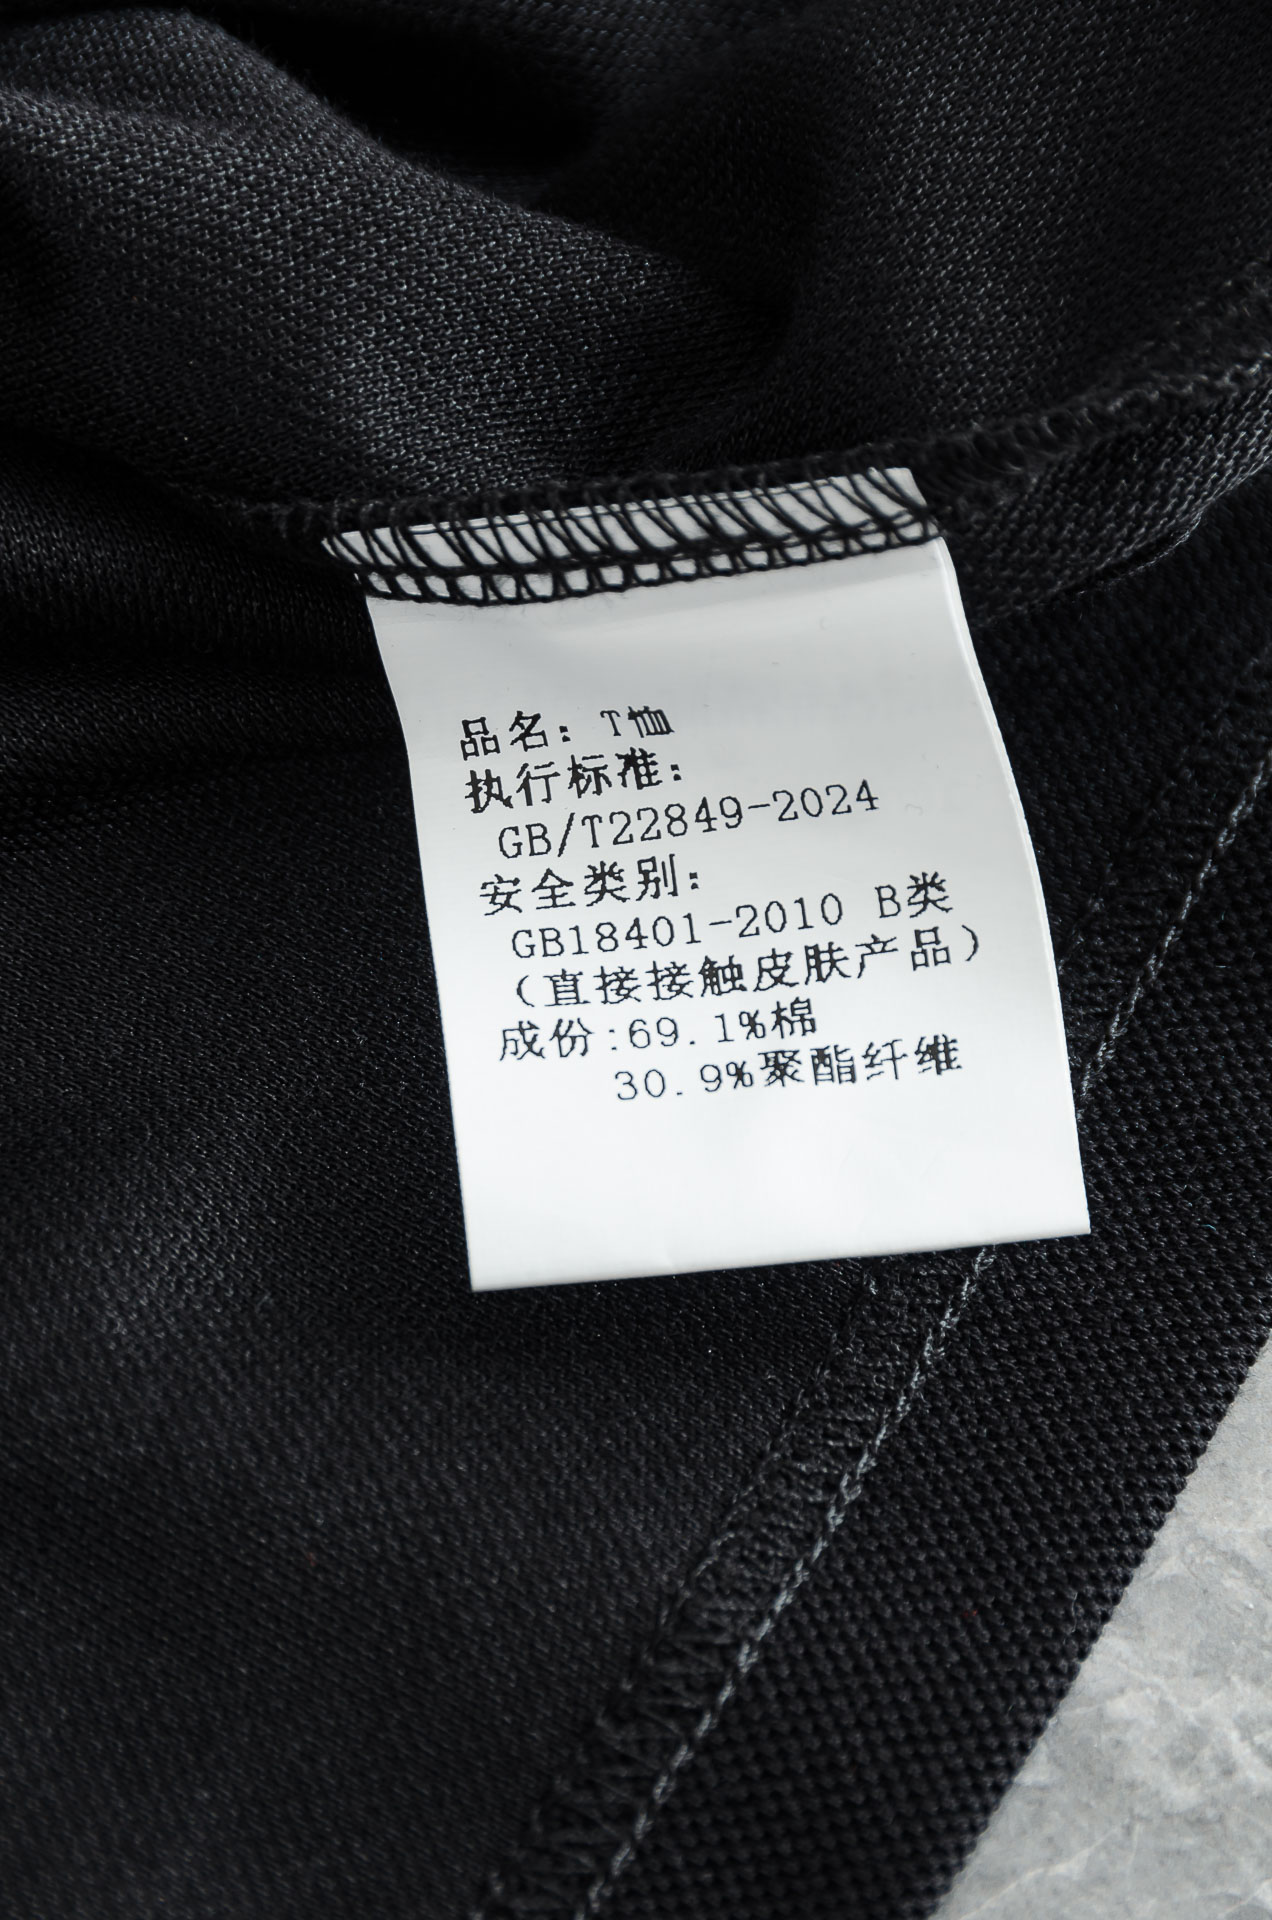 品名：T恤
执行标准：
GB/T22849-2024
安全类别：
GB18401-2010 B类
（直接接触皮肤产品）
成份:69.1%棉
30.9%聚酯纤维